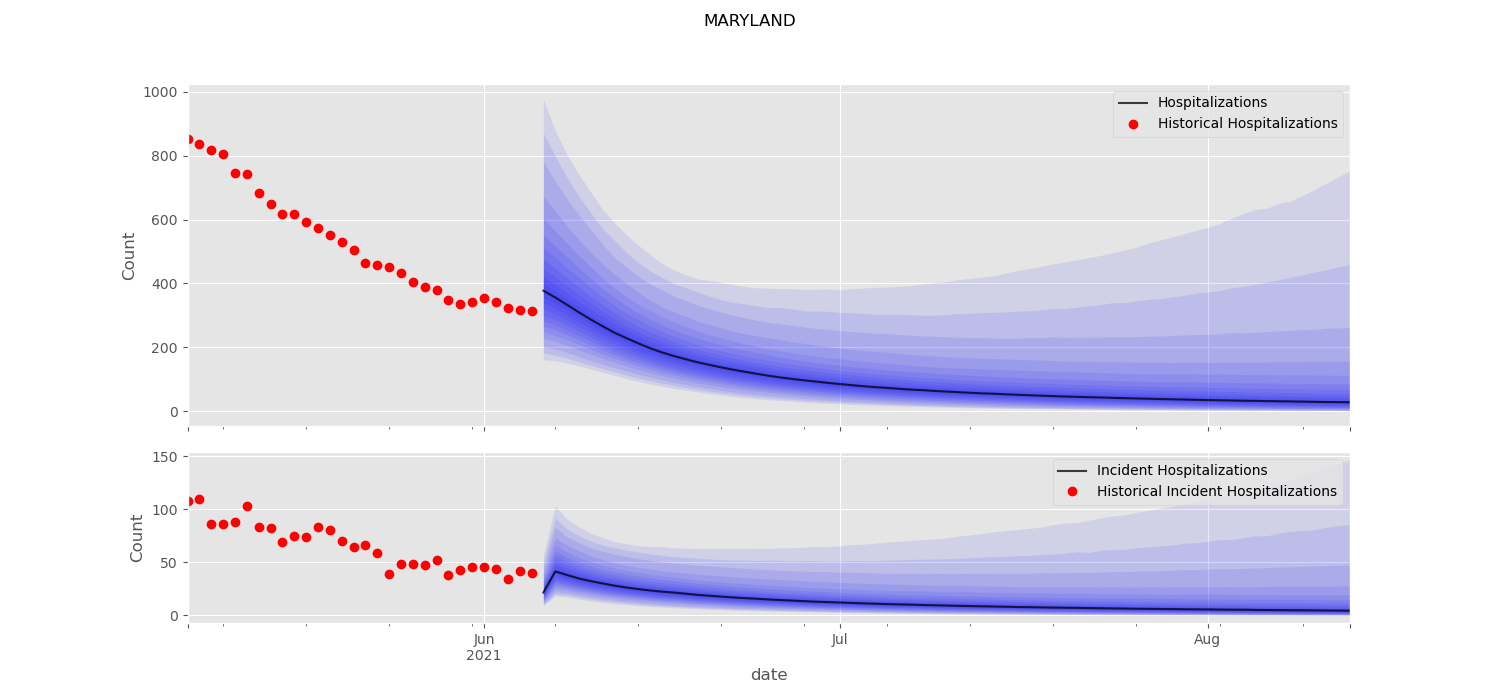 MARYLAND
1000
800
600
400
200
0
Count
Hospitalizations
Historical Hospitalizations
150
100
50
0
Count
Incident Hospitalizations
Historical Incident Hospitalizations
Jun
2021
Jul
Aug
date